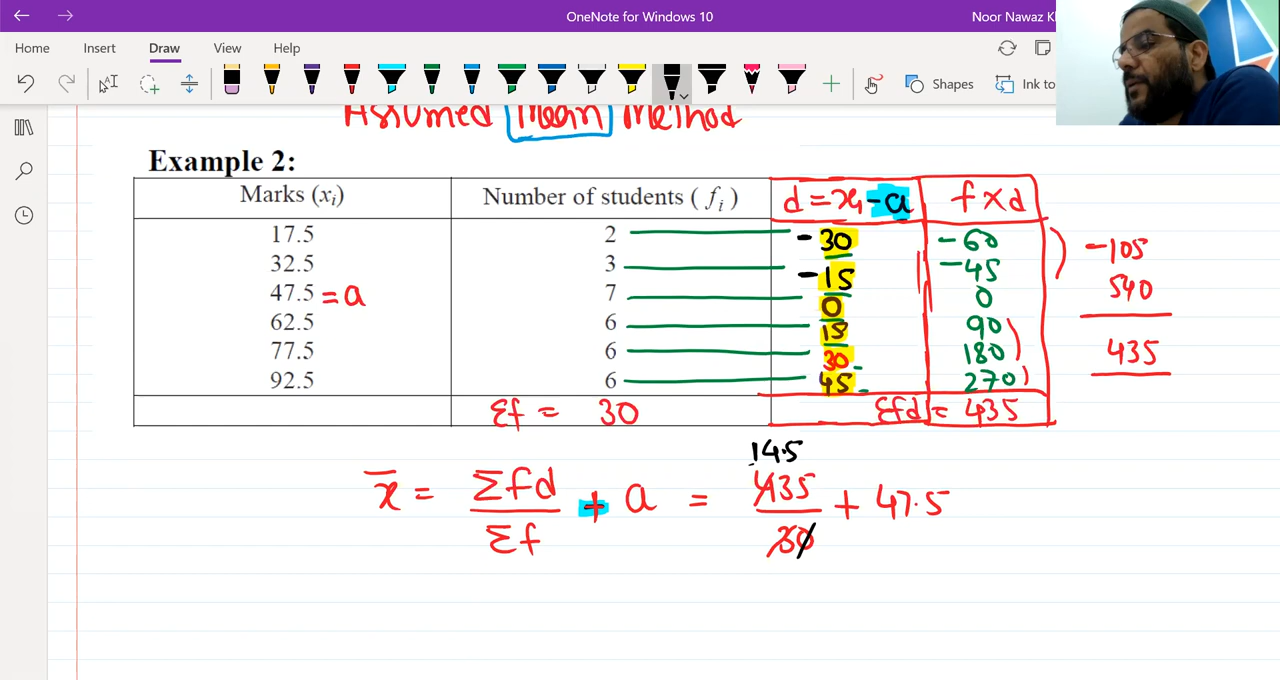 OneNote for Windows 10
Noor Nawaz Kh
Home Insert Draw View Help
Shapes Ink to
Assumed Mean Method
Example 2:
Marks (xi) Number of students ( fi ) d = xi - a f × d
17.5 2 -30 -60
32.5 3 -15 -45
47.5 = a 7 0 0
62.5 6 15 90
77.5 6 30 180
92.5 6 45 270
-105
540
435
Σf = 30 Σfd = 435
14.5
x̄ = Σfd / Σf + a = 435 / 30 + 47.5